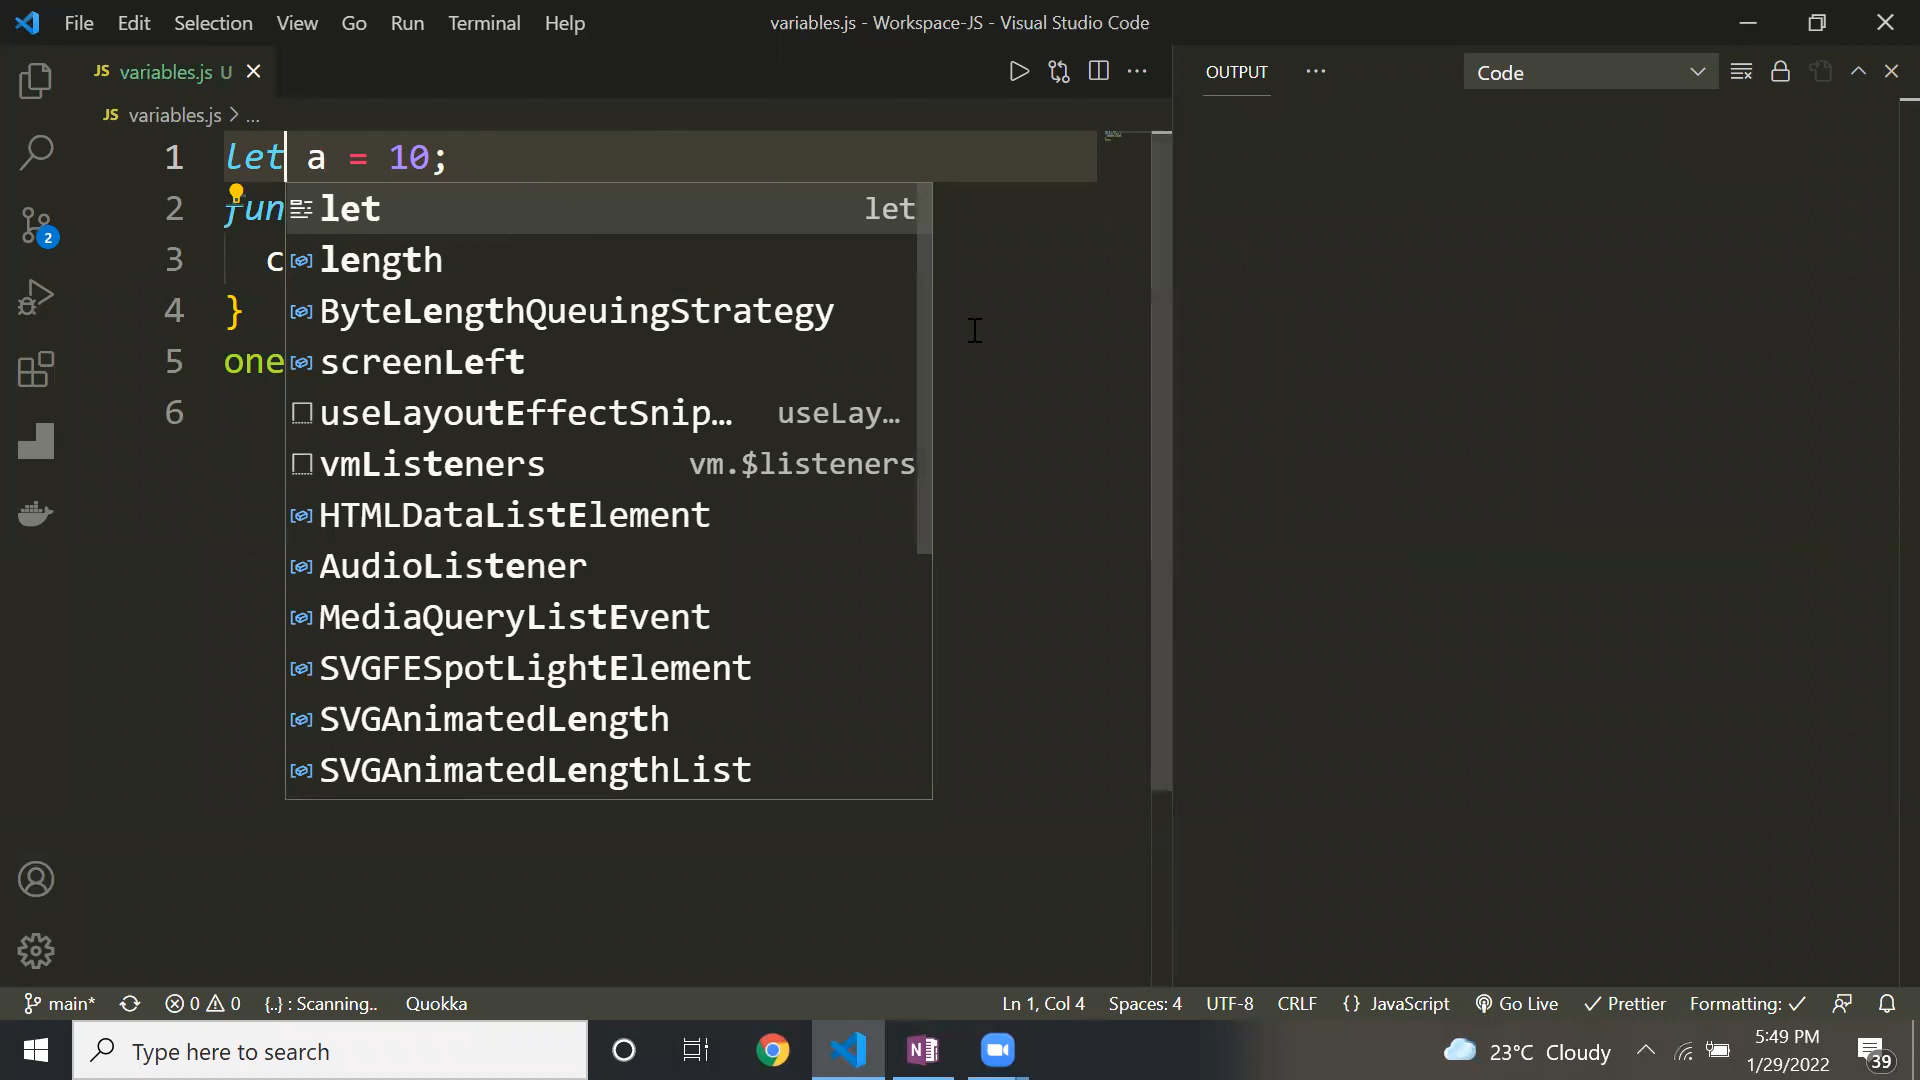 File Edit Selection View Go Run Terminal Help
variables.js - Workspace-JS - Visual Studio Code
JS variables.js U
OUTPUT
Code
JS variables.js > ...
1 let a = 10;
2 fun
3 c
4 }
5 one
6
let let
length
ByteLengthQueuingStrategy
screenLeft
useLayoutEffectSnip… useLay…
vmListeners vm.$listeners
HTMLDataListElement
AudioListener
MediaQueryListEvent
SVGFESpotLightElement
SVGAnimatedLength
SVGAnimatedLengthList
2
main* 0 0 {..} : Scanning.. Quokka
Ln 1, Col 4 Spaces: 4 UTF-8 CRLF {} JavaScript Go Live Prettier Formatting: ✓
Type here to search
N
23°C Cloudy
5:49 PM
1/29/2022
39